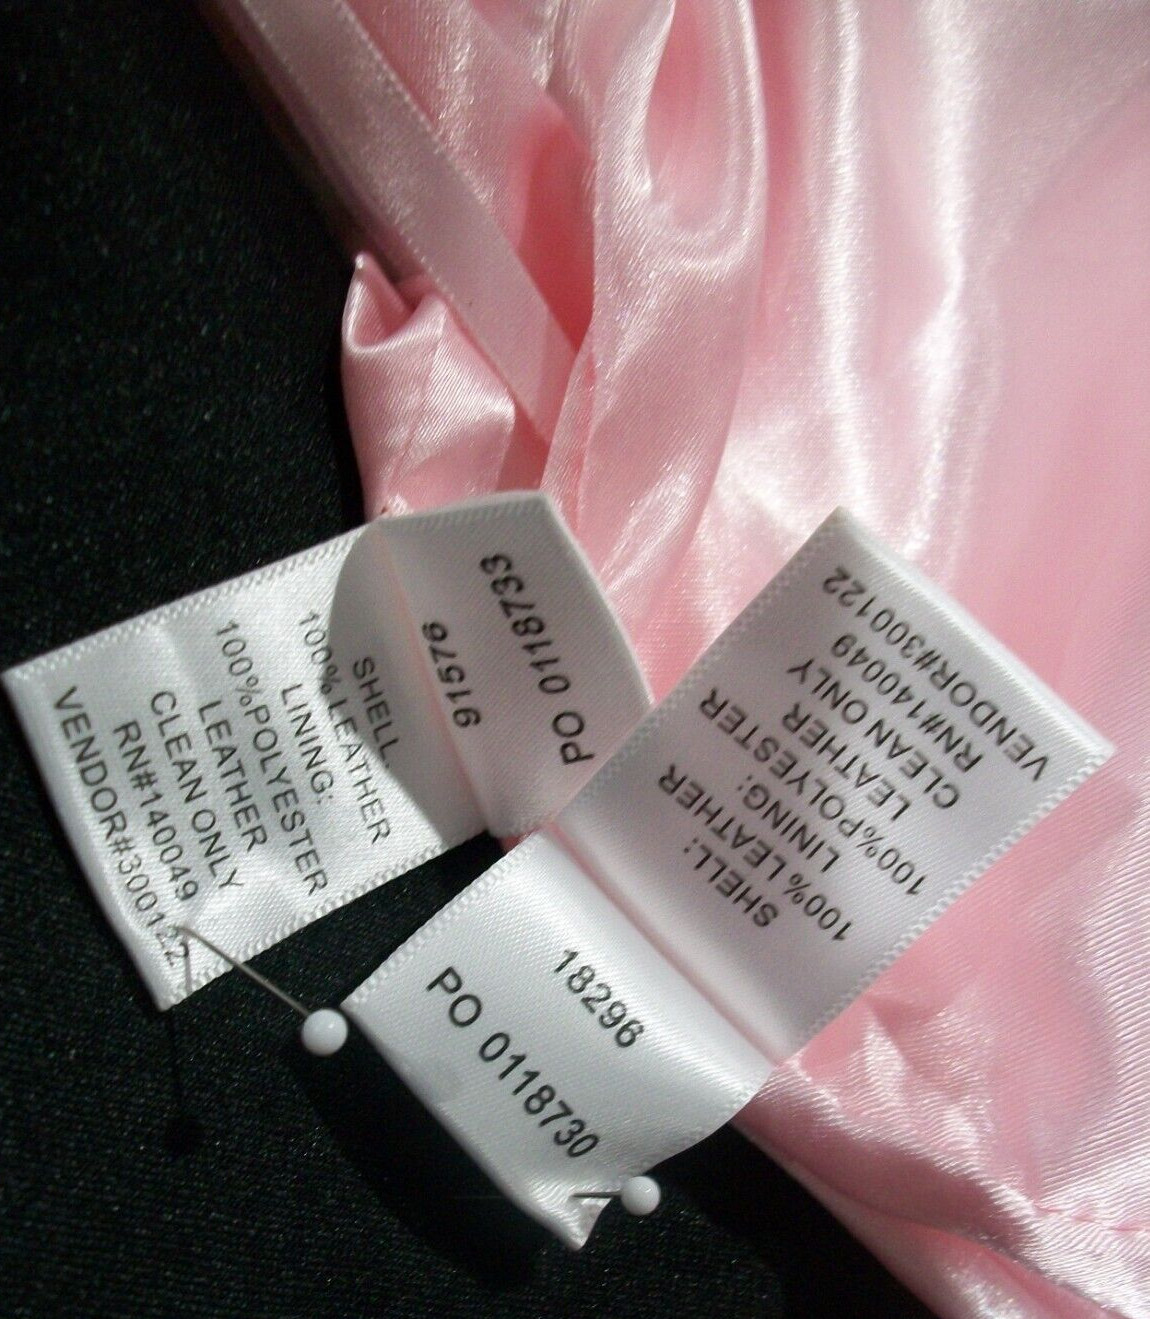 SHELL:
100% LEATHER
LINING:
100%POLYESTER
LEATHER
CLEAN ONLY
RN#140049
VENDOR#300122
91576
PO 0118733
SHELL:
100% LEATHER
LINING:
100%POLYESTER
LEATHER
CLEAN ONLY
RN#140049
VENDOR#300122
18296
PO 0118730